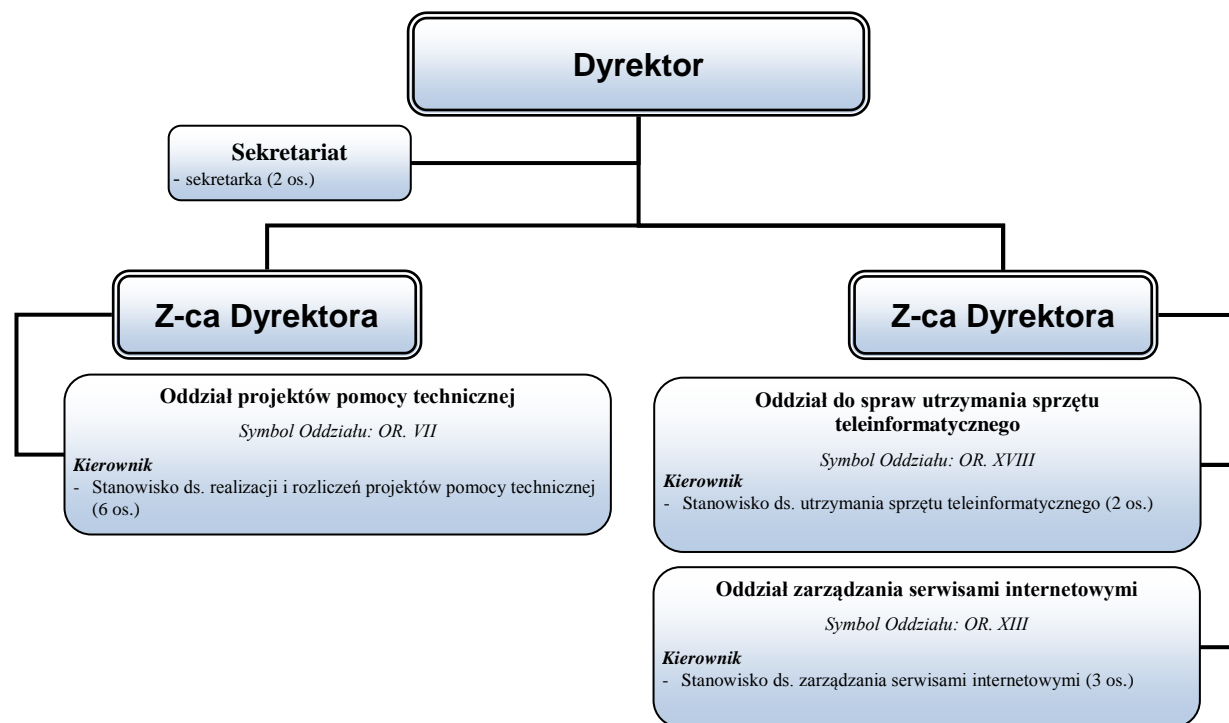 Dyrektor
Sekretariat
- sekretarka (2 os.)
Z-ca Dyrektora
Z-ca Dyrektora
Oddział projektów pomocy technicznej
Symbol Oddziału: OR. VII
Kierownik
- Stanowisko ds. realizacji i rozliczeń projektów pomocy technicznej
(6 os.)
Oddział do spraw utrzymania sprzętu
teleinformatycznego
Symbol Oddziału: OR. XVIII
Kierownik
- Stanowisko ds. utrzymania sprzętu teleinformatycznego (2 os.)
Oddział zarządzania serwisami internetowymi
Symbol Oddziału: OR. XIII
Kierownik
- Stanowisko ds. zarządzania serwisami internetowymi (3 os.)